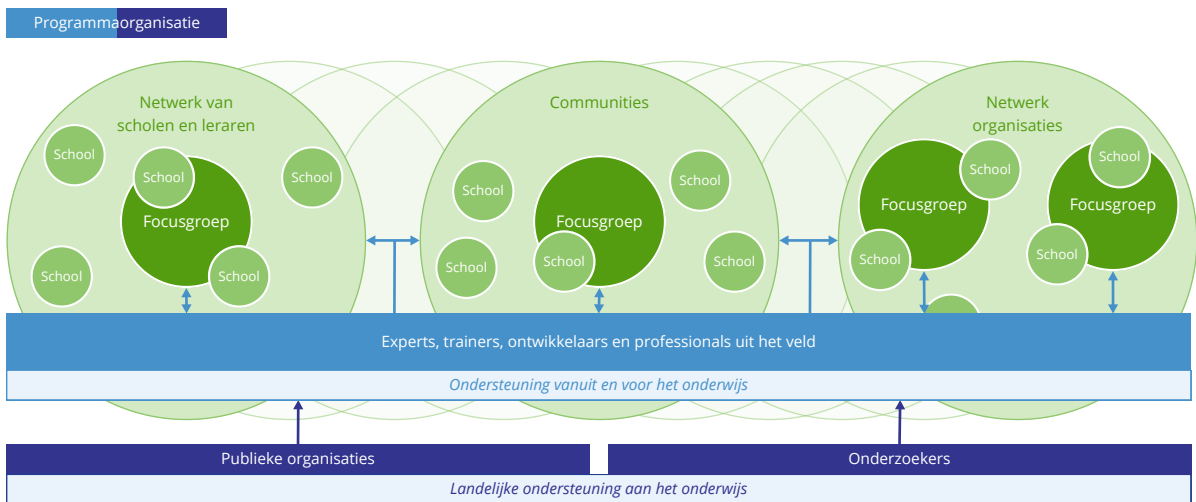 Programmaorganisatie
Netwerk van
scholen en leraren
School
School
School
Focusgroep
School
School
Communities
School
School
Focusgroep
School
School
School
Netwerk
organisaties
School
School
Focusgroep
Focusgroep
School
School
Experts, trainers, ontwikkelaars en professionals uit het veld
Ondersteuning vanuit en voor het onderwijs
Publieke organisaties
Onderzoekers
Landelijke ondersteuning aan het onderwijs